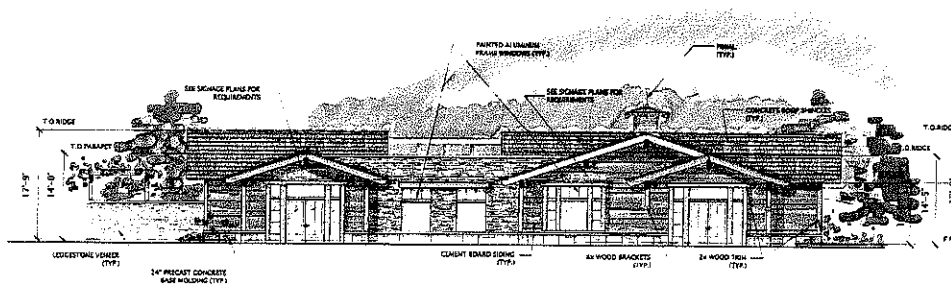 PAINTED ALUMINUM
FRAME WINDOWS (TYP.)
FINIAL
(TYP.)
SEE SIGNAGE PLANS FOR
REQUIREMENTS
SEE SIGNAGE PLANS FOR
REQUIREMENTS
CONCRETE ROOF SHINGLES
(TYP.)
T.O. RIDGE
T.O. RIDGE
T.O. PARAPET
O. RIDGE
17'-9"
14'-0"
LEDGESTONE VENEER
(TYP.)
CEMENT BOARD SIDING
(TYP.)
6x WOOD BRACKETS
(TYP.)
2x WOOD TRIM
(TYP.)
24" PRECAST CONCRETE
BASE MOLDING (TYP.)